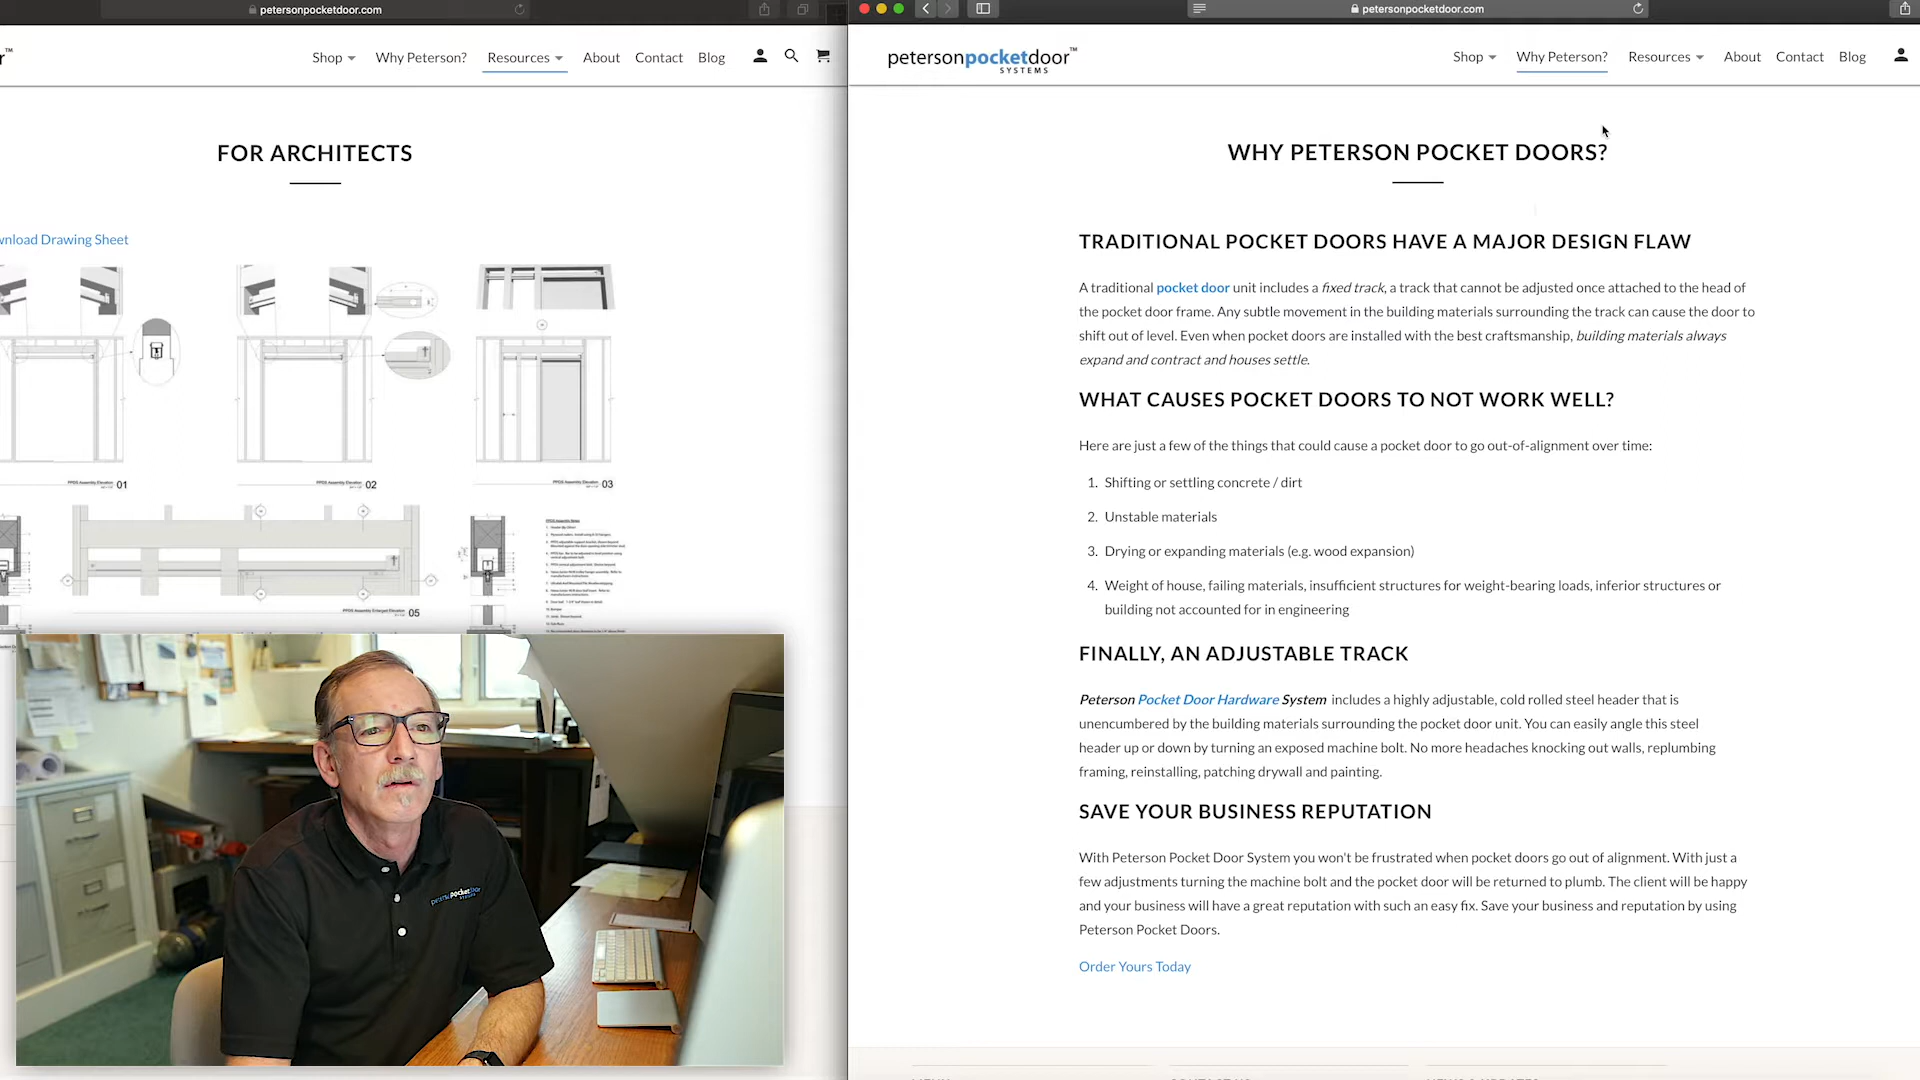 petersonpocketdoor.com
r™
Shop Why Peterson? Resources About Contact Blog
FOR ARCHITECTS
wnload Drawing Sheet
01
02
03
05
petersonpocketdoor.com
petersonpocketdoor™
SYSTEMS
Shop Why Peterson? Resources About Contact Blog
WHY PETERSON POCKET DOORS?
TRADITIONAL POCKET DOORS HAVE A MAJOR DESIGN FLAW
A traditional pocket door unit includes a fixed track, a track that cannot be adjusted once attached to the head of
the pocket door frame. Any subtle movement in the building materials surrounding the track can cause the door to
shift out of level. Even when pocket doors are installed with the best craftsmanship, building materials always
expand and contract and houses settle.
WHAT CAUSES POCKET DOORS TO NOT WORK WELL?
Here are just a few of the things that could cause a pocket door to go out-of-alignment over time:
1. Shifting or settling concrete / dirt
2. Unstable materials
3. Drying or expanding materials (e.g. wood expansion)
4. Weight of house, failing materials, insufficient structures for weight-bearing loads, inferior structures or
building not accounted for in engineering
FINALLY, AN ADJUSTABLE TRACK
Peterson Pocket Door Hardware System includes a highly adjustable, cold rolled steel header that is
unencumbered by the building materials surrounding the pocket door unit. You can easily angle this steel
header up or down by turning an exposed machine bolt. No more headaches knocking out walls, replumbing
framing, reinstalling, patching drywall and painting.
SAVE YOUR BUSINESS REPUTATION
With Peterson Pocket Door System you won't be frustrated when pocket doors go out of alignment. With just a
few adjustments turning the machine bolt and the pocket door will be returned to plumb. The client will be happy
and your business will have a great reputation with such an easy fix. Save your business and reputation by using
Peterson Pocket Doors.
Order Yours Today